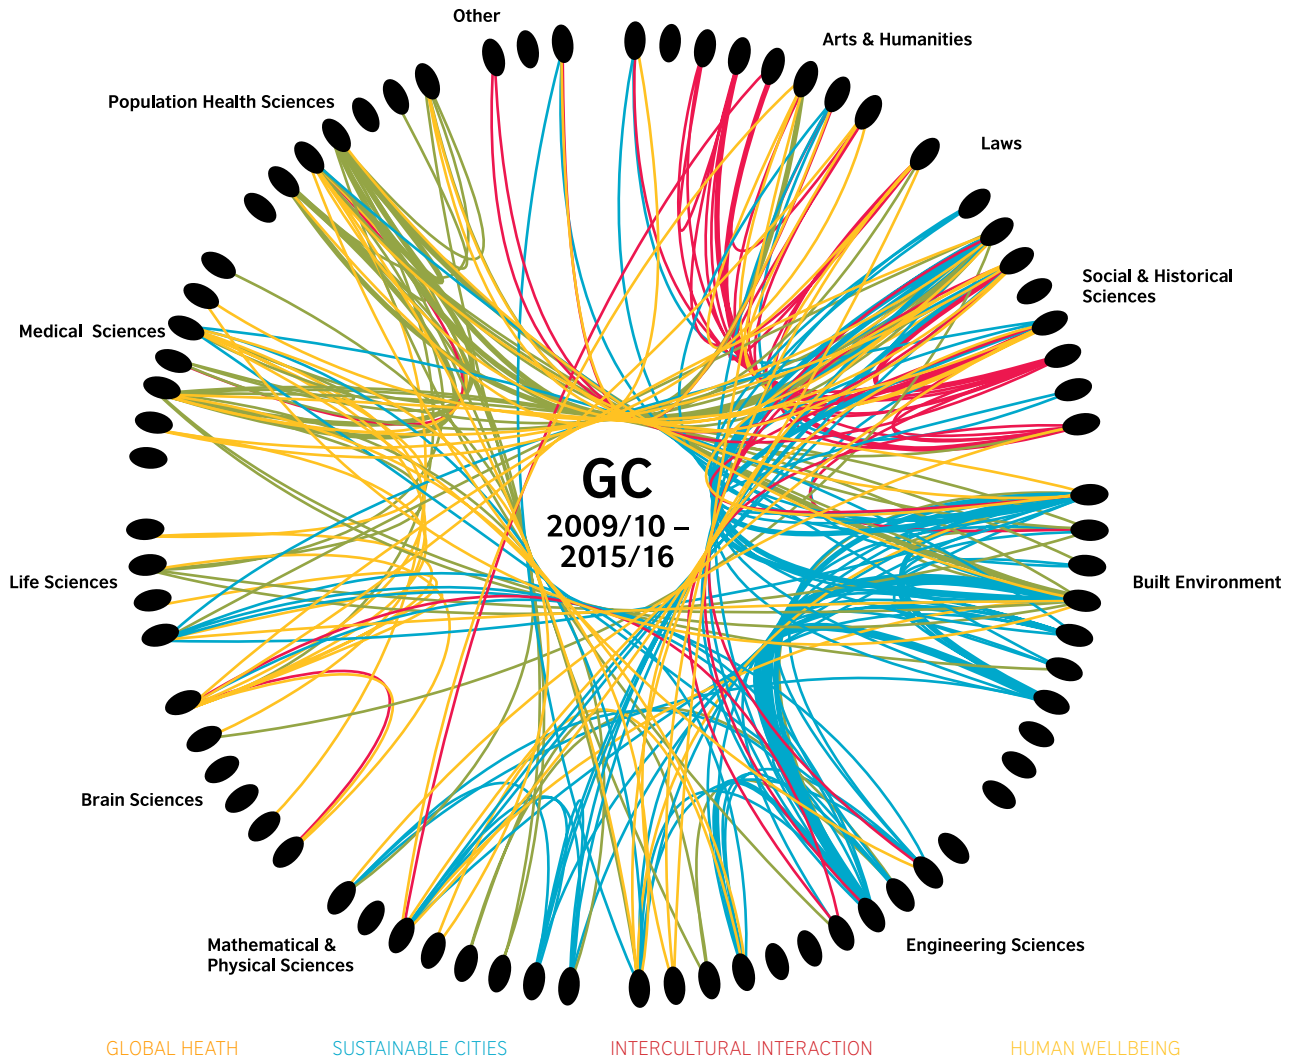 Other
Arts & Humanities
Population Health Sciences
Laws
Social & Historical
Sciences
Medical Sciences
GC
2009/10 –
2015/16
Life Sciences
Built Environment
Brain Sciences
Mathematical &
Physical Sciences
Engineering Sciences
GLOBAL HEATH
SUSTAINABLE CITIES
INTERCULTURAL INTERACTION
HUMAN WELLBEING